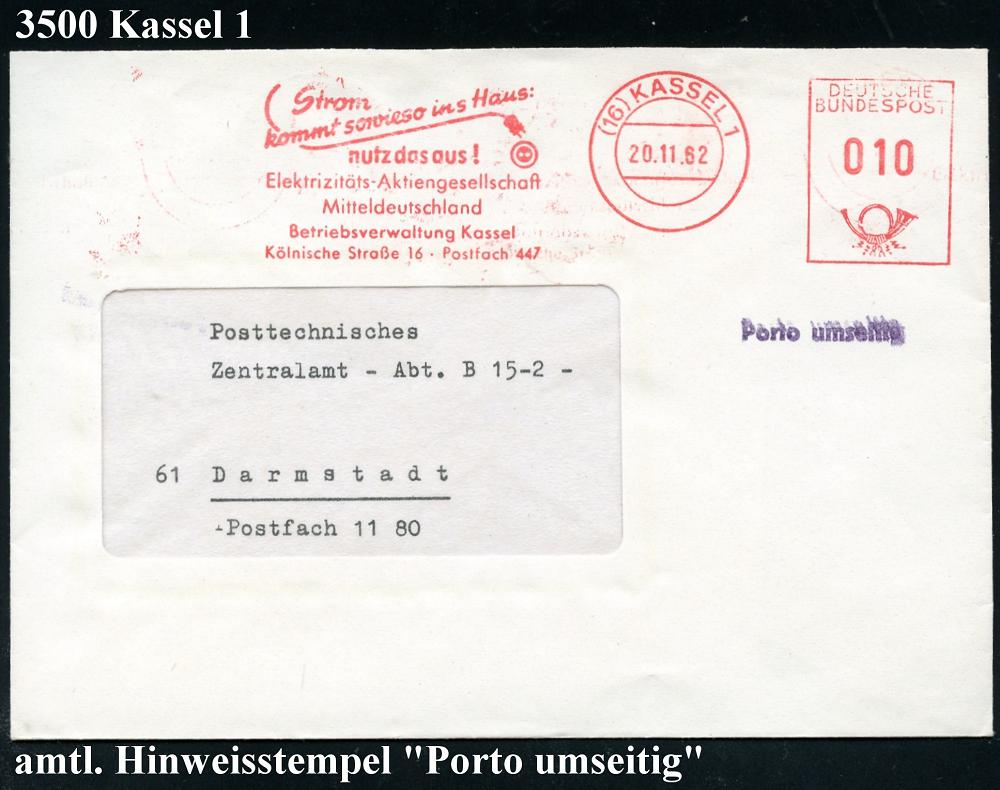 3500 Kassel 1
Strom
kommt sowieso ins Haus:
nutz das aus!
Elektrizitäts-Aktiengesellschaft
Mitteldeutschland
Betriebsverwaltung Kassel
Kölnische Straße 16 · Postfach 447
(16) KASSEL 1
20.11.62
DEUTSCHE
BUNDESPOST
010
Porto umseitig
Posttechnisches
Zentralamt - Abt. B 15-2 -
61 Darmstadt
-Postfach 11 80
amtl. Hinweisstempel "Porto umseitig"